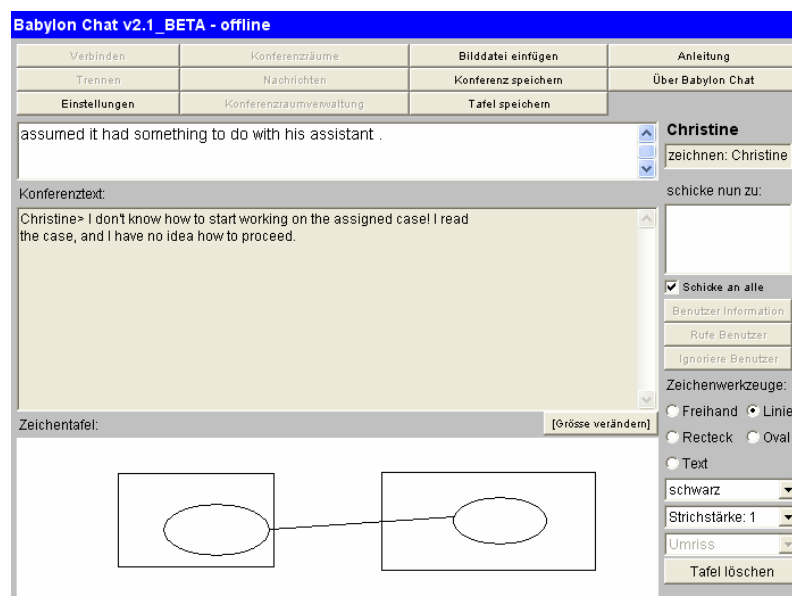 Babylon Chat v2.1_BETA - offline
Verbinden Konferenzräume Bilddatei einfügen Anleitung
Trennen Nachrichten Konferenz speichern Über Babylon Chat
Einstellungen Konferenzraumverwaltung Tafel speichern
assumed it had something to do with his assistant .
Christine
zeichnen: Christine
Konferenztext:
schicke nun zu:
Christine> I don't know how to start working on the assigned case! I read
the case, and I have no idea how to proceed.
Schicke an alle
Benutzer Information
Rufe Benutzer
Ignoriere Benutzer
Zeichenwerkzeuge:
Freihand Linie
Zeichentafel: [Grösse verändern]
Recteck Oval
Text
schwarz
Strichstärke: 1
Umriss
Tafel löschen